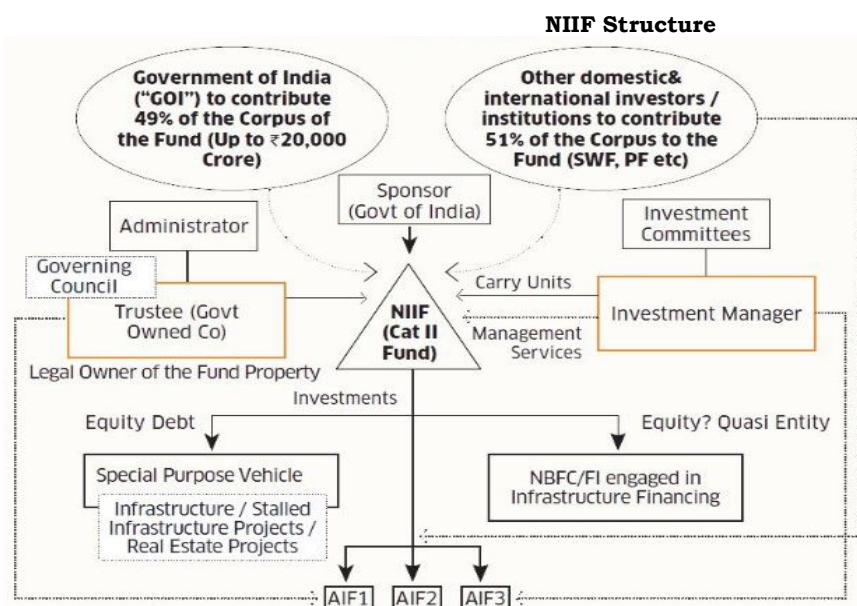 NIIF Structure
Government of India
("GOI") to contribute
49% of the Corpus of
the Fund (Up to ₹20,000
Crore)
Other domestic&
international investors /
institutions to contribute
51% of the Corpus to the
Fund (SWF, PF etc)
Sponsor
(Govt of India)
Administrator
Investment
Committees
Governing
Council
Trustee (Govt
Owned Co)
Legal Owner of the Fund Property
NIIF
(Cat II
Fund)
Carry Units
Management
Services
Investment Manager
Investments
Equity Debt
Equity? Quasi Entity
Special Purpose Vehicle
Infrastructure / Stalled
Infrastructure Projects /
Real Estate Projects
NBFC/FI engaged in
Infrastructure Financing
AIF1
AIF2
AIF3